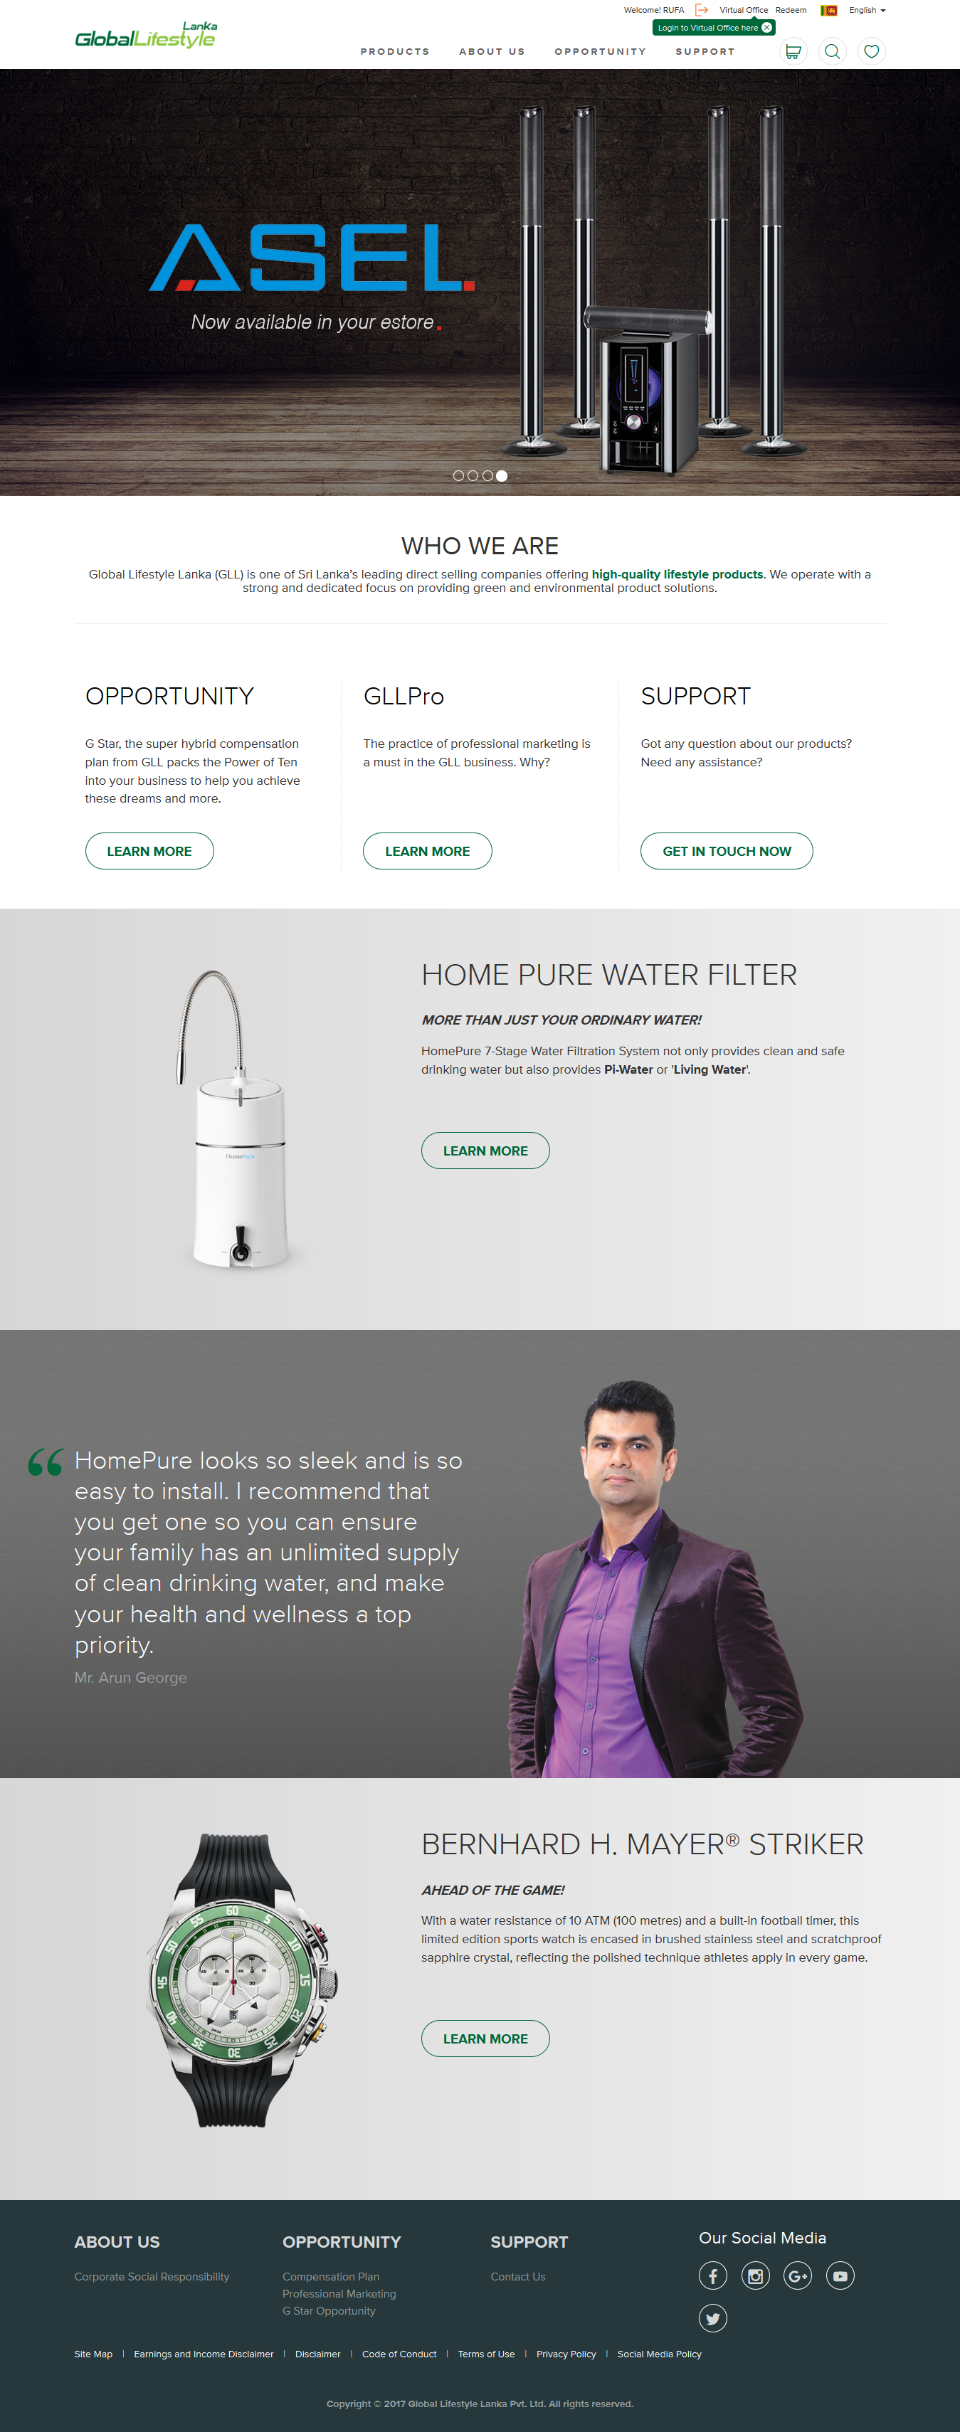 Welcome! RUFA
Virtual Office
Redeem
English
Login to Virtual Office here
Lanka
GlobalLifestyle
PRODUCTS
ABOUT US
OPPORTUNITY
SUPPORT
ASEL.
Now available in your estore.
WHO WE ARE
Global Lifestyle Lanka (GLL) is one of Sri Lanka's leading direct selling companies offering high-quality lifestyle products. We operate with a
strong and dedicated focus on providing green and environmental product solutions.
OPPORTUNITY
G Star, the super hybrid compensation
plan from GLL packs the Power of Ten
into your business to help you achieve
these dreams and more.
LEARN MORE
GLLPro
The practice of professional marketing is
a must in the GLL business. Why?
LEARN MORE
SUPPORT
Got any question about our products?
Need any assistance?
GET IN TOUCH NOW
HomePure
HOME PURE WATER FILTER
MORE THAN JUST YOUR ORDINARY WATER!
HomePure 7-Stage Water Filtration System not only provides clean and safe
drinking water but also provides Pi-Water or 'Living Water'.
LEARN MORE
“ HomePure looks so sleek and is so
easy to install. I recommend that
you get one so you can ensure
your family has an unlimited supply
of clean drinking water, and make
your health and wellness a top
priority.
Mr. Arun George
60
5
10
15
20
25
30
35
40
45
50
55
BERNHARD H. MAYER® STRIKER
AHEAD OF THE GAME!
With a water resistance of 10 ATM (100 metres) and a built-in football timer, this
limited edition sports watch is encased in brushed stainless steel and scratchproof
sapphire crystal, reflecting the polished technique athletes apply in every game.
LEARN MORE
ABOUT US
Corporate Social Responsibility
OPPORTUNITY
Compensation Plan
Professional Marketing
G Star Opportunity
SUPPORT
Contact Us
Our Social Media
Site Map | Earnings and Income Disclaimer | Disclaimer | Code of Conduct | Terms of Use | Privacy Policy | Social Media Policy
Copyright © 2017 Global Lifestyle Lanka Pvt. Ltd. All rights reserved.